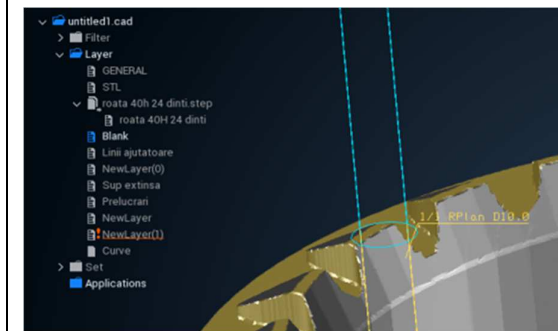 untitled1.cad
Filter
Layer
GENERAL
STL
roata 40h 24 dinti.step
roata 40H 24 dinti
Blank
Linii ajutatoare
NewLayer(0)
Sup extinsa
Prelucrari
NewLayer
NewLayer(1)
Curve
Set
Applications
1/1 RPlan D10.0